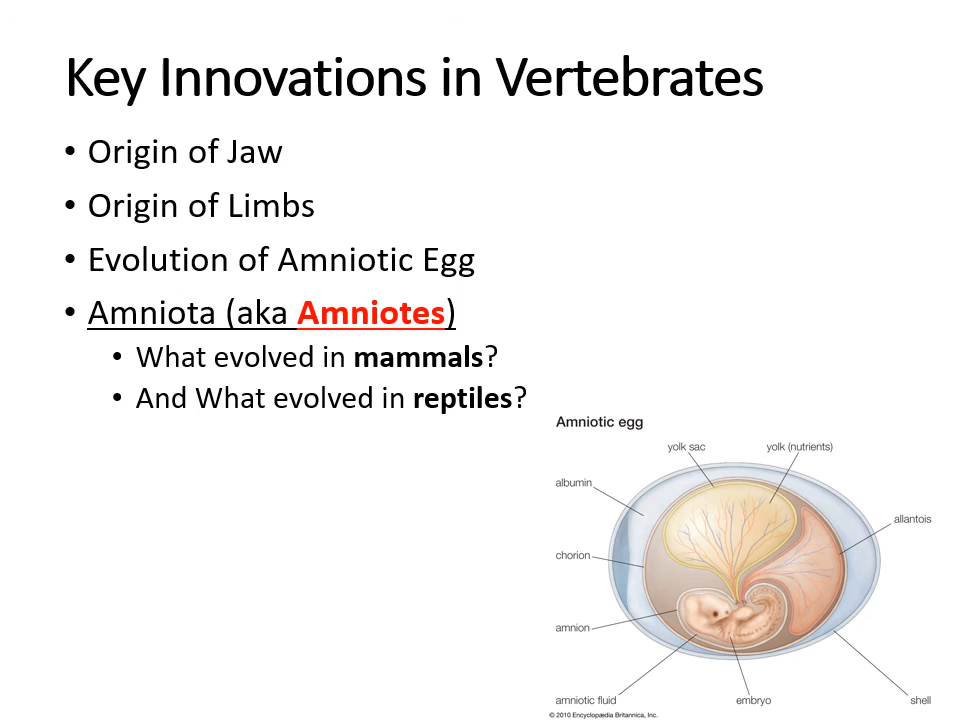 Key Innovations in Vertebrates
• Origin of Jaw
• Origin of Limbs
• Evolution of Amniotic Egg
• Amniota (aka Amniotes)
• What evolved in mammals?
• And What evolved in reptiles?
Amniotic egg
yolk sac
yolk (nutrients)
albumin
allantois
chorion
amnion
amniotic fluid
embryo
shell
© 2010 Encyclopædia Britannica, Inc.